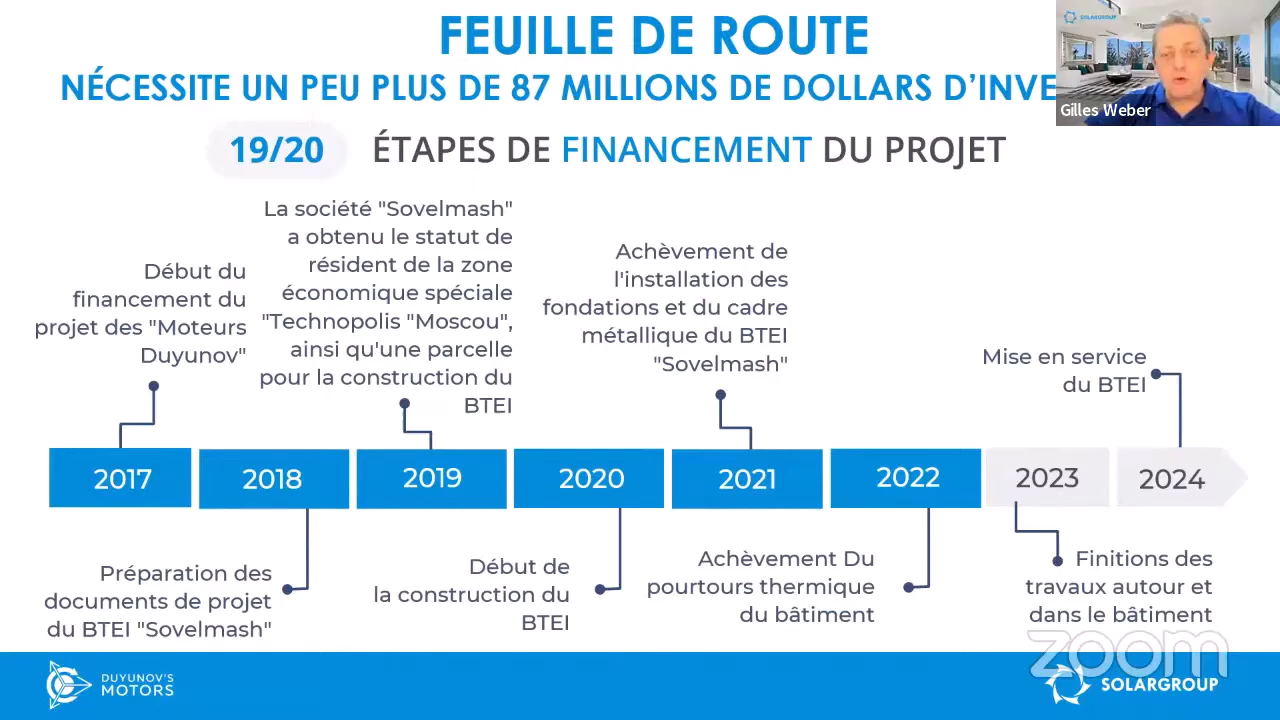 FEUILLE DE ROUTE
NÉCESSITE UN PEU PLUS DE 87 MILLIONS DE DOLLARS D’INVE
SOLARGROUP
Gilles Weber
19/20 ÉTAPES DE FINANCEMENT DU PROJET
Début du
financement du
projet des "Moteurs
Duyunov"
La société "Sovelmash"
a obtenu le statut de
résident de la zone
économique spéciale
"Technopolis "Moscou",
ainsi qu'une parcelle
pour la construction du
BTEI
Achèvement de
l'installation des
fondations et du cadre
métallique du BTEI
"Sovelmash"
Mise en service
du BTEI
2017 2018 2019 2020 2021 2022 2023 2024
Préparation des
documents de projet
du BTEI "Sovelmash"
Début de
la construction du
BTEI
Achèvement Du
pourtours thermique
du bâtiment
Finitions des
travaux autour et
dans le bâtiment
zoom
DUYUNOV'S
MOTORS
SOLARGROUP